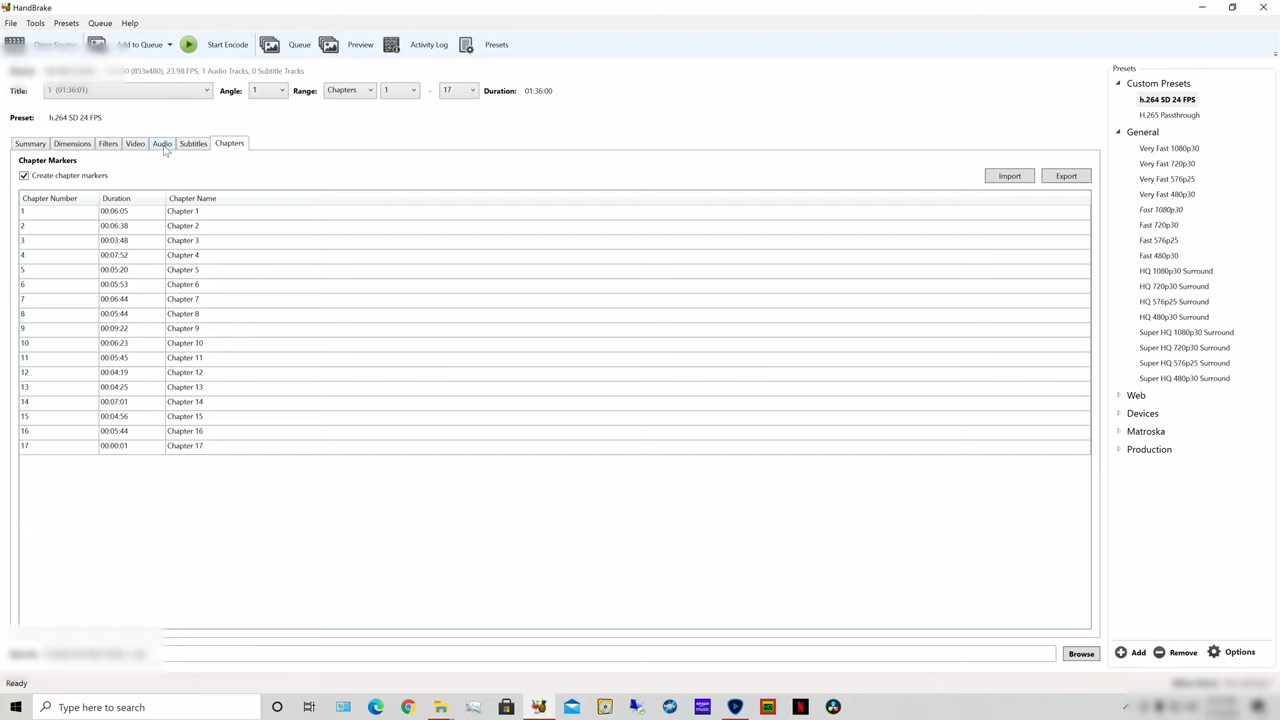 HandBrake
File Tools Presets Queue Help
Add to Queue Start Encode Queue Preview Activity Log Presets
(853x480), 23.98 FPS, 1 Audio Tracks, 0 Subtitle Tracks
Title: 1 (01:36:01) Angle: 1 Range: Chapters 1 - 17 Duration: 01:36:00
Preset: h.264 SD 24 FPS
Summary Dimensions Filters Video Audio Subtitles Chapters
Chapter Markers
Create chapter markers Import Export
Chapter Number Duration Chapter Name
1 00:06:05 Chapter 1
2 00:06:38 Chapter 2
3 00:03:48 Chapter 3
4 00:07:52 Chapter 4
5 00:05:20 Chapter 5
6 00:05:53 Chapter 6
7 00:06:44 Chapter 7
8 00:05:44 Chapter 8
9 00:09:22 Chapter 9
10 00:06:23 Chapter 10
11 00:05:45 Chapter 11
12 00:04:19 Chapter 12
13 00:04:25 Chapter 13
14 00:07:01 Chapter 14
15 00:04:56 Chapter 15
16 00:05:44 Chapter 16
17 00:00:01 Chapter 17
Browse
Presets
Custom Presets
h.264 SD 24 FPS
H.265 Passthrough
General
Very Fast 1080p30
Very Fast 720p30
Very Fast 576p25
Very Fast 480p30
Fast 1080p30
Fast 720p30
Fast 576p25
Fast 480p30
HQ 1080p30 Surround
HQ 720p30 Surround
HQ 576p25 Surround
HQ 480p30 Surround
Super HQ 1080p30 Surround
Super HQ 720p30 Surround
Super HQ 576p25 Surround
Super HQ 480p30 Surround
Web
Devices
Matroska
Production
Add Remove Options
Ready
Type here to search